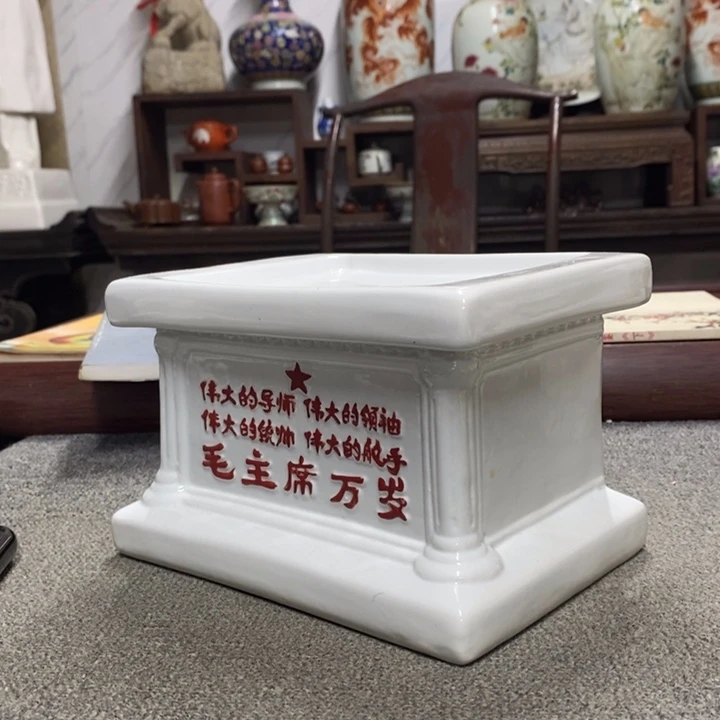 伟大的导师 伟大的领袖
伟大的统帅 伟大的舵手
毛主席万岁